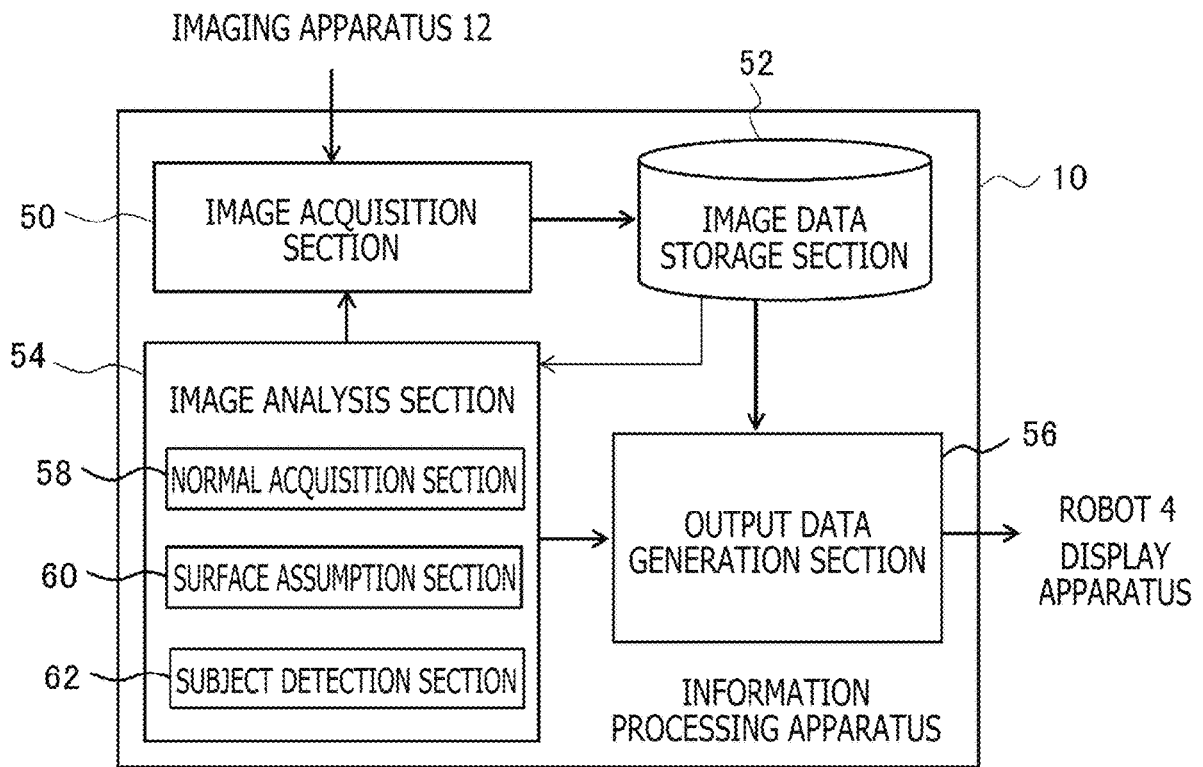 IMAGING APPARATUS 12
52
10
50
IMAGE ACQUISITION
SECTION
IMAGE DATA
STORAGE SECTION
54
IMAGE ANALYSIS SECTION
58
NORMAL ACQUISITION SECTION
60
SURFACE ASSUMPTION SECTION
62
SUBJECT DETECTION SECTION
56
OUTPUT DATA
GENERATION SECTION
ROBOT 4
DISPLAY
APPARATUS
INFORMATION
PROCESSING APPARATUS